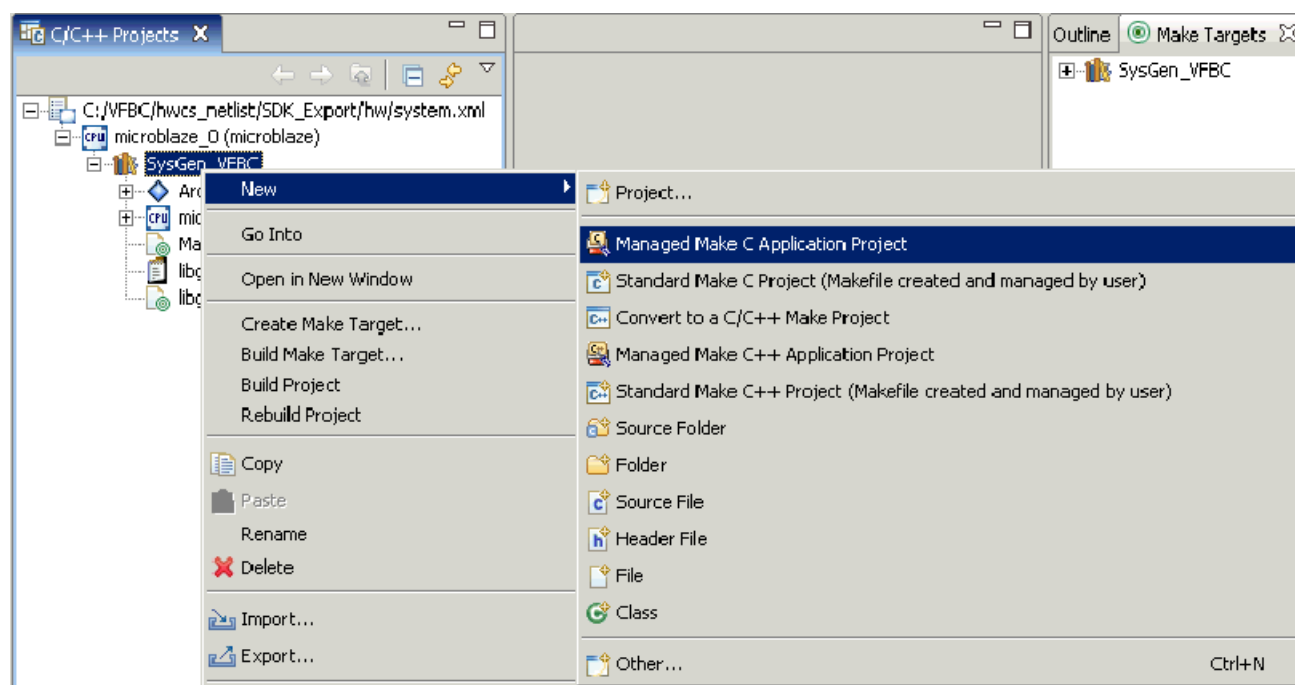 C/C++ Projects
Outline
Make Targets
SysGen_VFBC
C:/VFBC/hwcs_netlist/SDK_Export/hw/system.xml
microblaze_0 (microblaze)
SysGen_VFBC
New
Go Into
Open in New Window
Create Make Target...
Build Make Target...
Build Project
Rebuild Project
Copy
Paste
Rename
Delete
Import...
Export...
Project...
Managed Make C Application Project
Standard Make C Project (Makefile created and managed by user)
Convert to a C/C++ Make Project
Managed Make C++ Application Project
Standard Make C++ Project (Makefile created and managed by user)
Source Folder
Folder
Source File
Header File
File
Class
Other... Ctrl+N